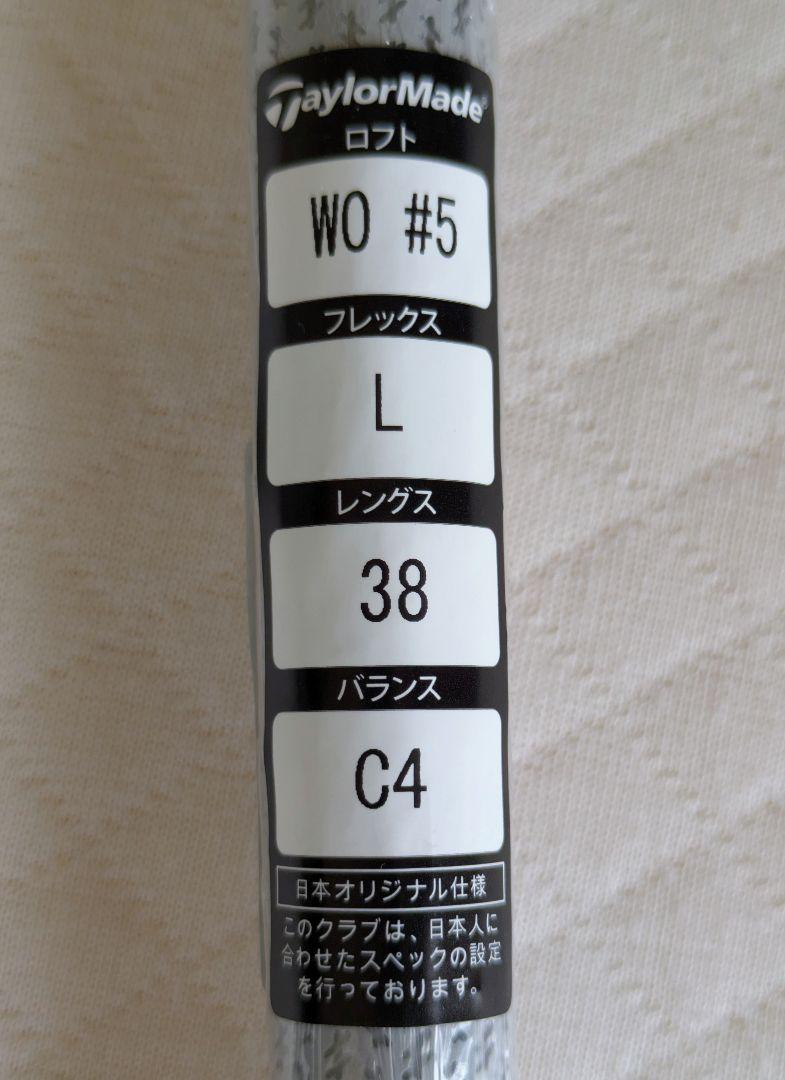 TaylorMade®
ロフト
WO #5
フレックス
L
レングス
38
バランス
C4
日本オリジナル仕様
このクラブは、日本人に
合わせたスペックの設定
を行っております。